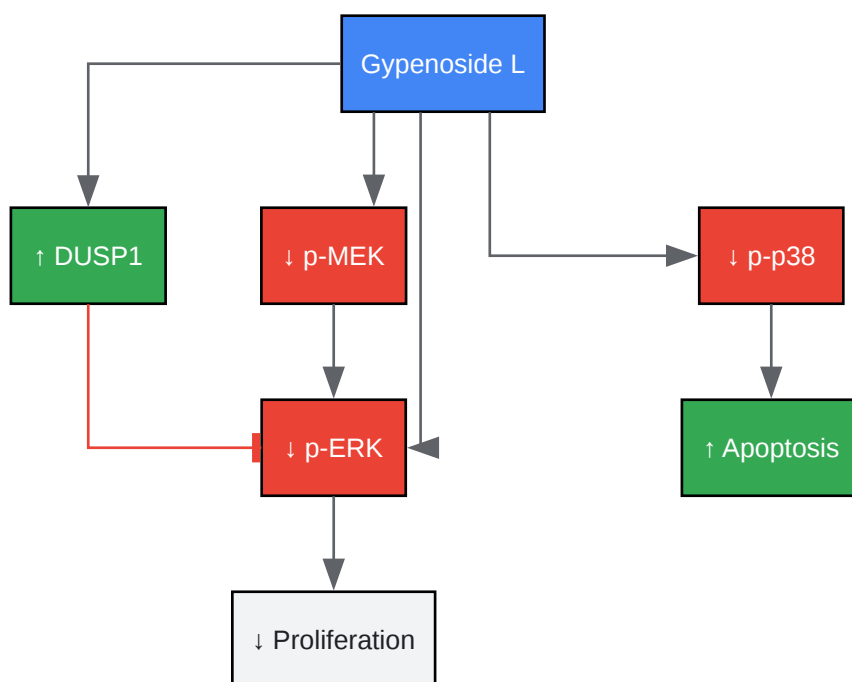 Gypenoside L
↑ DUSP1
↓ p-MEK
↓ p-p38
↓ p-ERK
↑ Apoptosis
↓ Proliferation